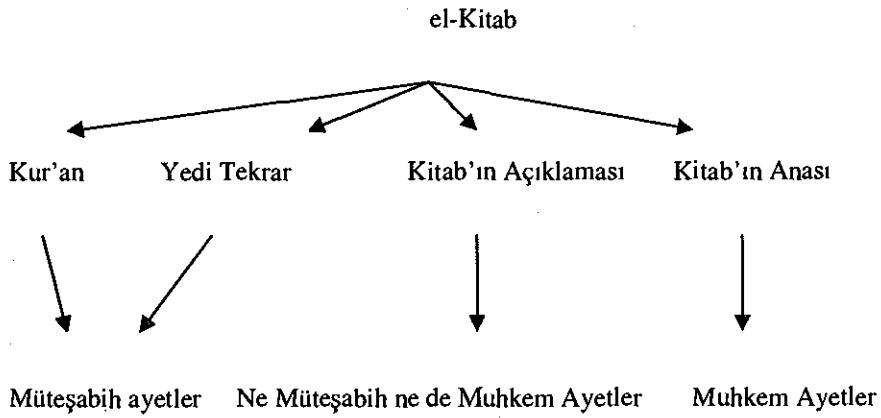 el-Kitab
Kur'an Yedi Tekrar Kitab'ın Açıklaması Kitab'ın Anası
Müteşabih ayetler Ne Müteşabih ne de Muhkem Ayetler Muhkem Ayetler